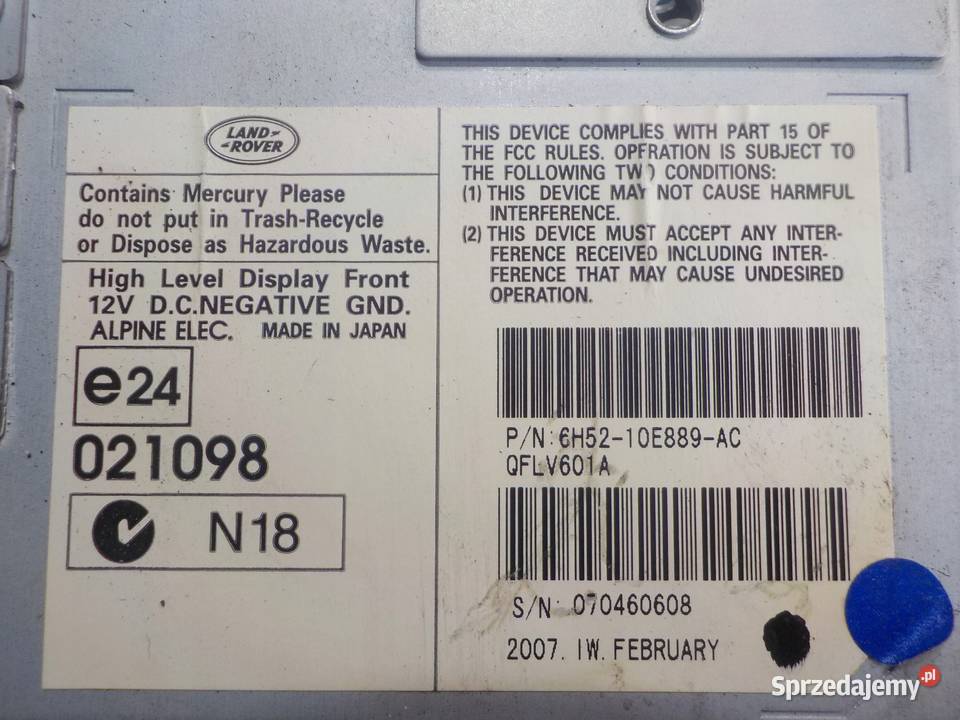 LAND
ROVER
Contains Mercury Please
do not put in Trash-Recycle
or Dispose as Hazardous Waste.
High Level Display Front
12V D.C.NEGATIVE GND.
ALPINE ELEC. MADE IN JAPAN
e24
021098
N18
THIS DEVICE COMPLIES WITH PART 15 OF
THE FCC RULES. OPERATION IS SUBJECT TO
THE FOLLOWING TWO CONDITIONS:
(1) THIS DEVICE MAY NOT CAUSE HARMFUL
INTERFERENCE.
(2) THIS DEVICE MUST ACCEPT ANY INTER-
FERENCE RECEIVED INCLUDING INTER-
FERENCE THAT MAY CAUSE UNDESIRED
OPERATION.
P/N: 6H52-10E889-AC
QFLV601A
S/N: 070460608
2007. 1W. FEBRUARY
Sprzedajemy.pl